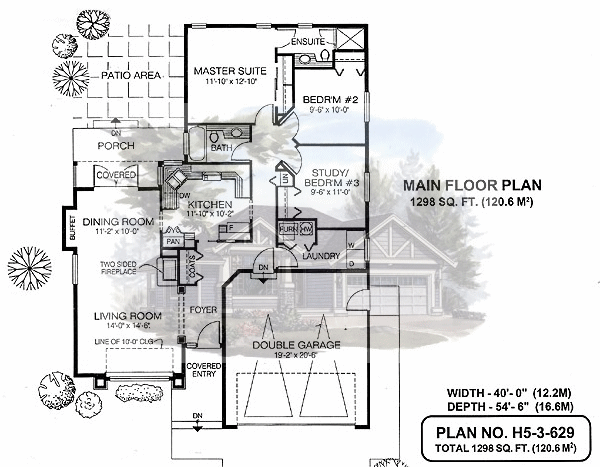 ENSUITE
MASTER SUITE
11'-10" x 12'-10"
PATIO AREA
BEDR'M #2
9'-6" x 10'-0"
DN
PORCH
BATH
COVERED
STUDY/
BEDR'M #3
9'-6" x 11'-0"
LIN
MAIN FLOOR PLAN
1298 SQ. FT. (120.6 M²)
KITCHEN
11'-10" x 10'-2"
DW
BUFFET
DINING ROOM
11'-2" x 10'-0"
PAN
F
FURN
HW
W
D
LAUNDRY
TWO SIDED
FIREPLACE
COATS
DN
LIVING ROOM
14'-0" x 14'-6"
FOYER
LINE OF 10'-0" CLG
DOUBLE GARAGE
19'-2" x 20'-6"
COVERED
ENTRY
DN
WIDTH - 40'- 0" (12.2M)
DEPTH - 54'- 6" (16.6M)
PLAN NO. H5-3-629
TOTAL 1298 SQ. FT. (120.6 M²)